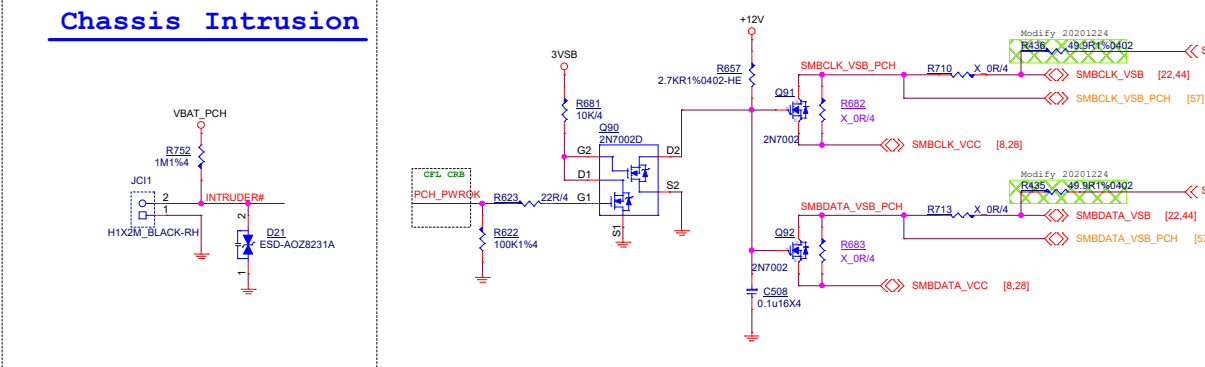 Chassis Intrusion
VBAT_PCH
R752
1M1%4
JCI1
2
1
INTRUDER#
H1X2M_BLACK-RH
2
D21
ESD-AOZ8231A
1
3VSB
R681
10K/4
Q90
2N7002D
G2
D2
D1
S2
G1
S1
CFL CRB
PCH_PWROK
R623
22R/4
R622
100K1%4
+12V
R657
2.7KR1%0402-HE
C508
0.1u16X4
SMBCLK_VSB_PCH
Q91
2N7002
R682
X_0R/4
R710
X_0R/4
Modify 20201224
R436
49.9R1%0402
S
SMBCLK_VSB [22,44]
SMBCLK_VSB_PCH [57]
SMBCLK_VCC [8,28]
SMBDATA_VSB_PCH
Q92
2N7002
R683
X_0R/4
R713
X_0R/4
Modify 20201224
R435
49.9R1%0402
S
SMBDATA_VSB [22,44]
SMBDATA_VSB_PCH [57
SMBDATA_VCC [8,28]